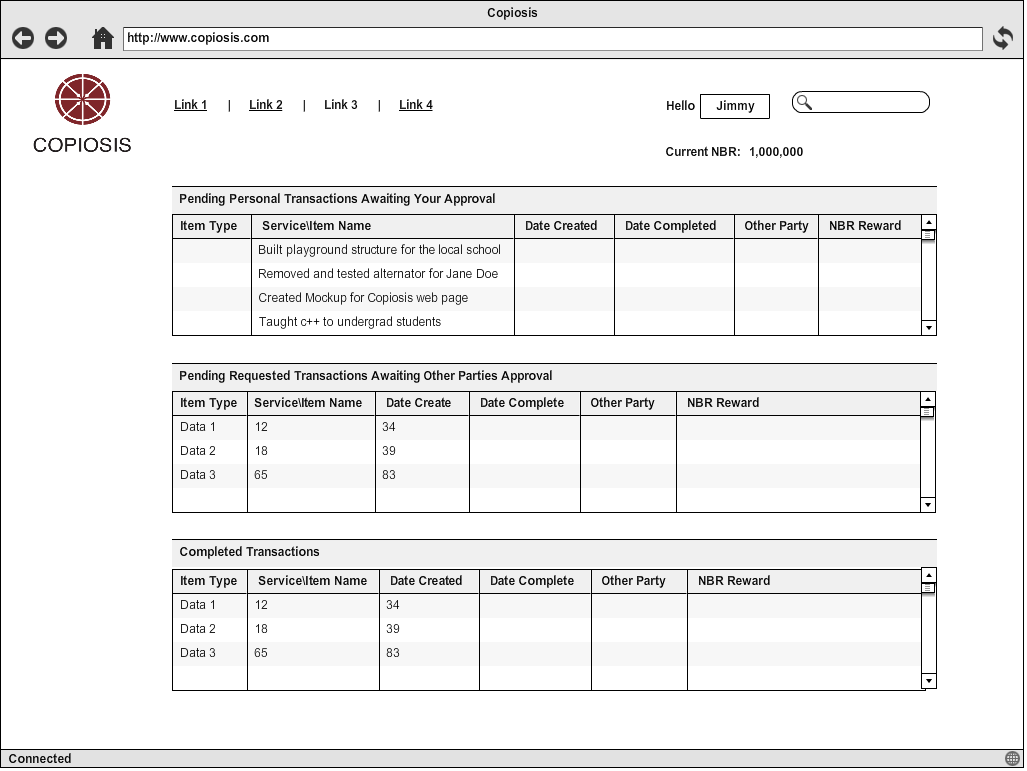 Copiosis
http://www.copiosis.com
Link 1 | Link 2 | Link 3 | Link 4
Hello Jimmy
COPIOSIS
Current NBR: 1,000,000
Pending Personal Transactions Awaiting Your Approval
Item Type Service\Item Name Date Created Date Completed Other Party NBR Reward
Built playground structure for the local school
Removed and tested alternator for Jane Doe
Created Mockup for Copiosis web page
Taught c++ to undergrad students
Pending Requested Transactions Awaiting Other Parties Approval
Item Type Service\Item Name Date Create Date Complete Other Party NBR Reward
Data 1 12 34
Data 2 18 39
Data 3 65 83
Completed Transactions
Item Type Service\Item Name Date Created Date Complete Other Party NBR Reward
Data 1 12 34
Data 2 18 39
Data 3 65 83
Connected